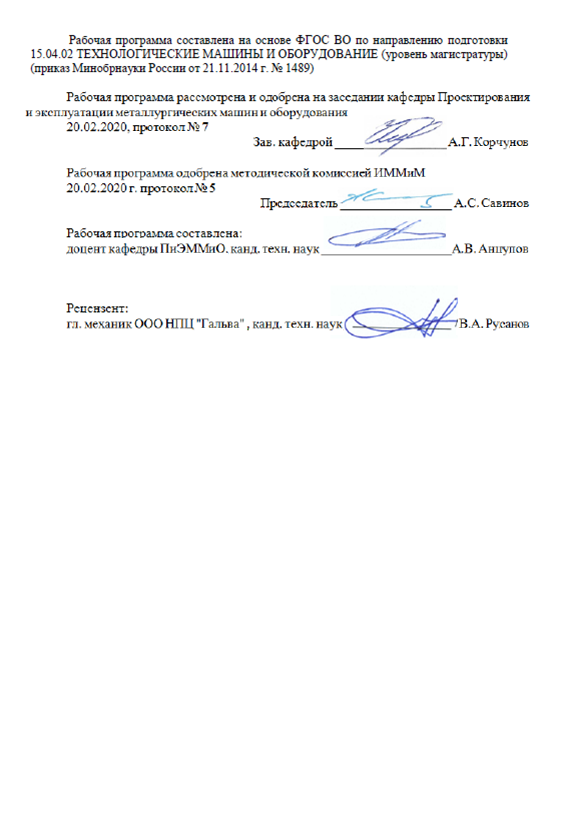 Рабочая программа составлена на основе ФГОС ВО по направлению подготовки
15.04.02 ТЕХНОЛОГИЧЕСКИЕ МАШИНЫ И ОБОРУДОВАНИЕ (уровень магистратуры)
(приказ Минобрнауки России от 21.11.2014 г. № 1489)
Рабочая программа рассмотрена и одобрена на заседании кафедры Проектирования
и эксплуатации металлургических машин и оборудования
20.02.2020, протокол № 7
Зав. кафедрой ___________________ А.Г. Корчунов
Рабочая программа одобрена методической комиссией ИММиМ
20.02.2020 г. протокол № 5
Председатель ___________________ А.С. Савинов
Рабочая программа составлена:
доцент кафедры ПиЭММиО, канд. техн. наук ______________________ А.В. Анцупов
Рецензент:
гл. механик ООО НПЦ "Гальва" , канд. техн. наук ___________________ / В.А. Русанов